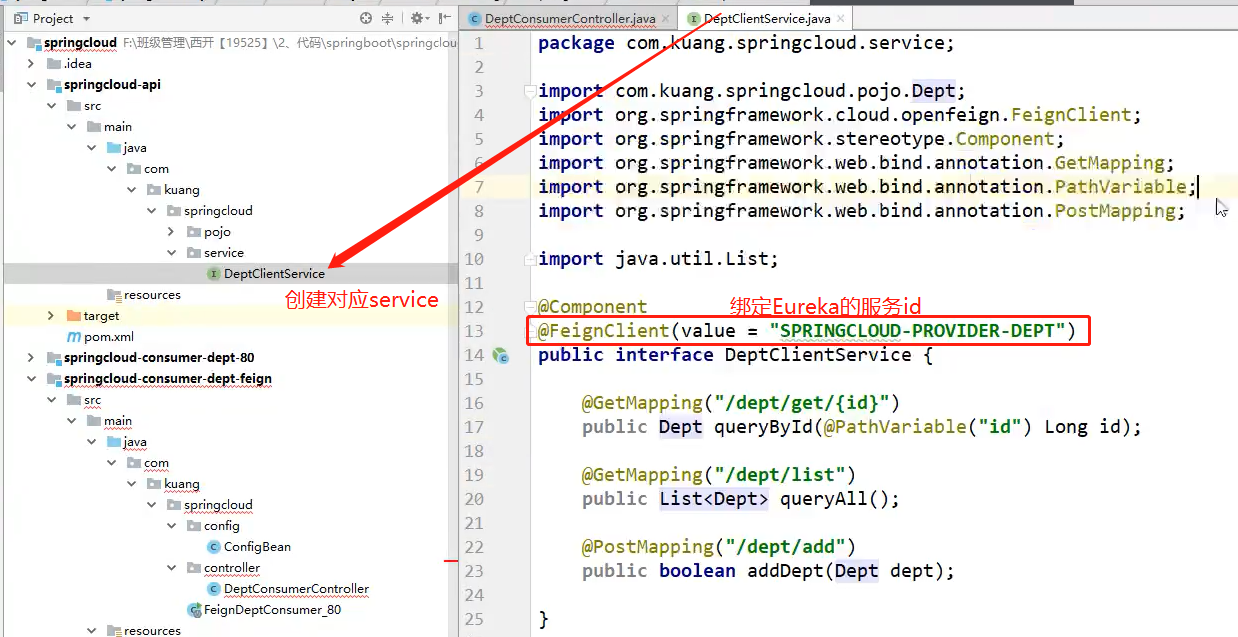 Project
DeptConsumerController.java
DeptClientService.java
springcloud F:\班级管理\西开【19525】\2、代码\springboot\springclou
.idea
springcloud-api
src
main
java
com
kuang
springcloud
pojo
service
DeptClientService
创建对应service
resources
target
pom.xml
springcloud-consumer-dept-80
springcloud-consumer-dept-feign
src
main
java
com
kuang
springcloud
config
ConfigBean
controller
DeptConsumerController
FeignDeptConsumer_80
resources
1 package com.kuang.springcloud.service;
2
3 import com.kuang.springcloud.pojo.Dept;
4 import org.springframework.cloud.openfeign.FeignClient;
5 import org.springframework.stereotype.Component;
6 import org.springframework.web.bind.annotation.GetMapping;
7 import org.springframework.web.bind.annotation.PathVariable;
8 import org.springframework.web.bind.annotation.PostMapping;
9
10 import java.util.List;
11
12 @Component
绑定Eureka的服务id
13 @FeignClient(value = "SPRINGCLOUD-PROVIDER-DEPT")
14 public interface DeptClientService {
15
16 @GetMapping("/dept/get/{id}")
17 public Dept queryById(@PathVariable("id") Long id);
18
19 @GetMapping("/dept/list")
20 public List<Dept> queryAll();
21
22 @PostMapping("/dept/add")
23 public boolean addDept(Dept dept);
24
25 }